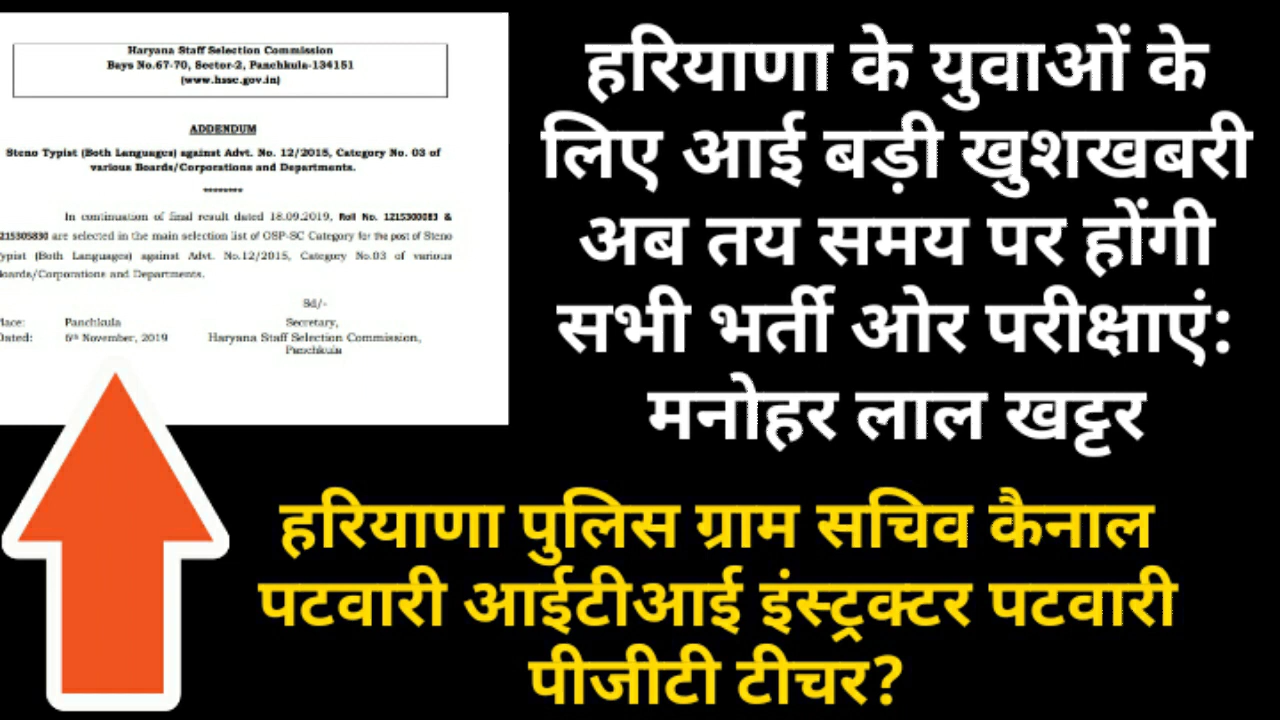 Haryana Staff Selection Commission
Bays No.67-70, Sector-2, Panchkula-134151
(www.hssc.gov.in)
ADDENDUM
Steno Typist (Both Languages) against Advt. No. 12/2015, Category No. 03 of
various Boards/Corporations and Departments.
********
In continuation of final result dated 18.09.2019, Roll No. 1215300083 &
215305830 are selected in the main selection list of OSP-SC Category for the post of Steno
ypist (Both Languages) against Advt. No.12/2015, Category No.03 of various
oards/Corporations and Departments.
Sd/-
lace: Panchkula Secretary,
Dated: 6th November, 2019 Haryana Staff Selection Commission,
Panchkula
हरियाणा के युवाओं के
लिए आई बड़ी खुशखबरी
अब तय समय पर होंगी
सभी भर्ती ओर परीक्षाएं:
मनोहर लाल खट्टर
हरियाणा पुलिस ग्राम सचिव कैनाल
पटवारी आईटीआई इंस्ट्रक्टर पटवारी
पीजीटी टीचर?